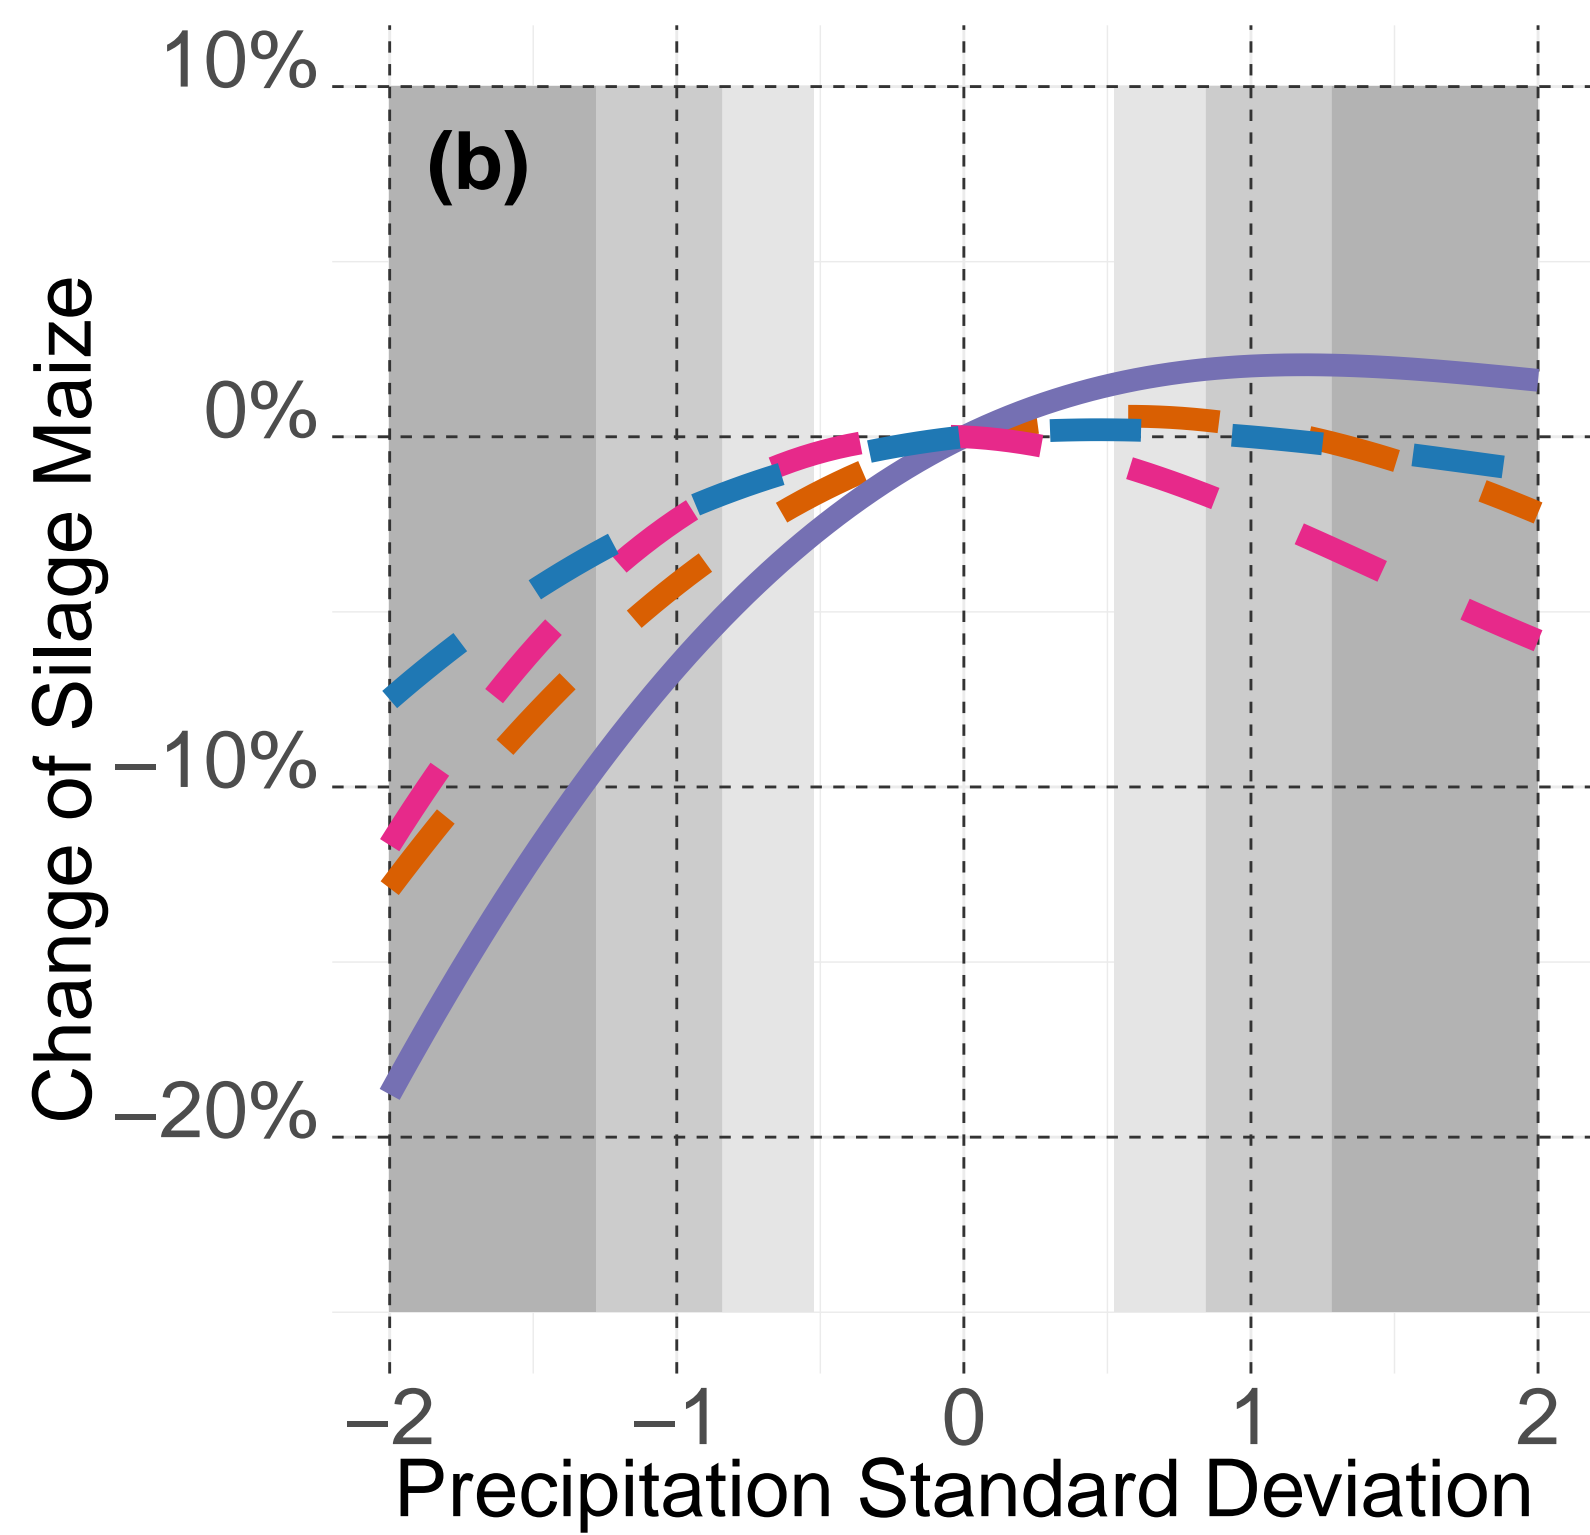 10%
(b)
0%
–10%
–20%
Change of Silage Maize
–2 –1 0 1 2
Precipitation Standard Deviation